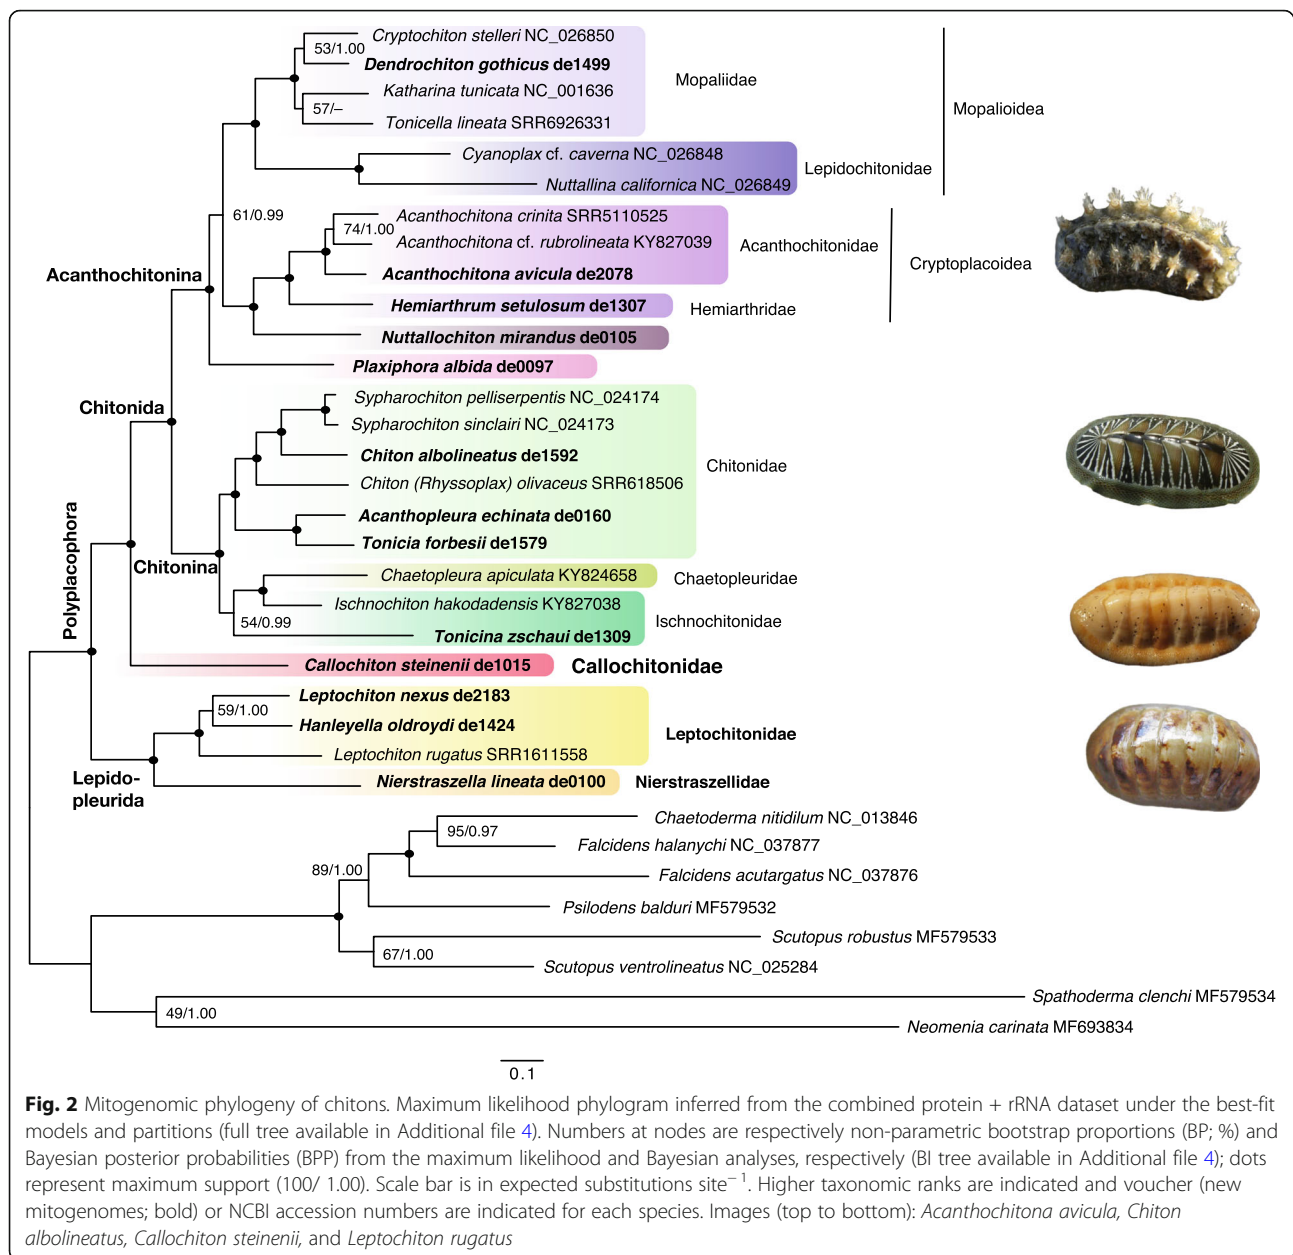 Cryptochiton stelleri NC_026850
53/1.00
Dendrochiton gothicus de1499
Mopaliidae
Katharina tunicata NC_001636
57/–
Mopalioidea
Tonicella lineata SRR6926331
Cyanoplax cf. caverna NC_026848
Lepidochitonidae
Nuttallina californica NC_026849
61/0.99
Acanthochitona crinita SRR5110525
74/1.00
Acanthochitona cf. rubrolineata KY827039
Acanthochitonidae
Cryptoplacoidea
Acanthochitonina
Acanthochitona avicula de2078
Hemiarthrum setulosum de1307
Hemiarthridae
Nuttallochiton mirandus de0105
Plaxiphora albida de0097
Chitonida
Sypharochiton pelliserpentis NC_024174
Sypharochiton sinclairi NC_024173
Chiton albolineatus de1592
Chitonidae
Chiton (Rhyssoplax) olivaceus SRR618506
Acanthopleura echinata de0160
Tonicia forbesii de1579
Polyplacophora
Chitonina
Chaetopleura apiculata KY824658
Chaetopleuridae
Ischnochiton hakodadensis KY827038
Ischnochitonidae
54/0.99
Tonicina zschaui de1309
Callochiton steinenii de1015
Callochitonidae
Leptochiton nexus de2183
59/1.00
Hanleyella oldroydi de1424
Leptochitonidae
Leptochiton rugatus SRR1611558
Lepido-
pleurida
Nierstraszella lineata de0100
Nierstraszellidae
Chaetoderma nitidilum NC_013846
95/0.97
Falcidens halanychi NC_037877
89/1.00
Falcidens acutargatus NC_037876
Psilodens balduri MF579532
Scutopus robustus MF579533
67/1.00
Scutopus ventrolineatus NC_025284
Spathoderma clenchi MF579534
49/1.00
Neomenia carinata MF693834
0.1
Fig. 2 Mitogenomic phylogeny of chitons. Maximum likelihood phylogram inferred from the combined protein + rRNA dataset under the best-fit
models and partitions (full tree available in Additional file 4). Numbers at nodes are respectively non-parametric bootstrap proportions (BP; %) and
Bayesian posterior probabilities (BPP) from the maximum likelihood and Bayesian analyses, respectively (BI tree available in Additional file 4); dots
represent maximum support (100/ 1.00). Scale bar is in expected substitutions site⁻¹. Higher taxonomic ranks are indicated and voucher (new
mitogenomes; bold) or NCBI accession numbers are indicated for each species. Images (top to bottom): Acanthochitona avicula, Chiton
albolineatus, Callochiton steinenii, and Leptochiton rugatus